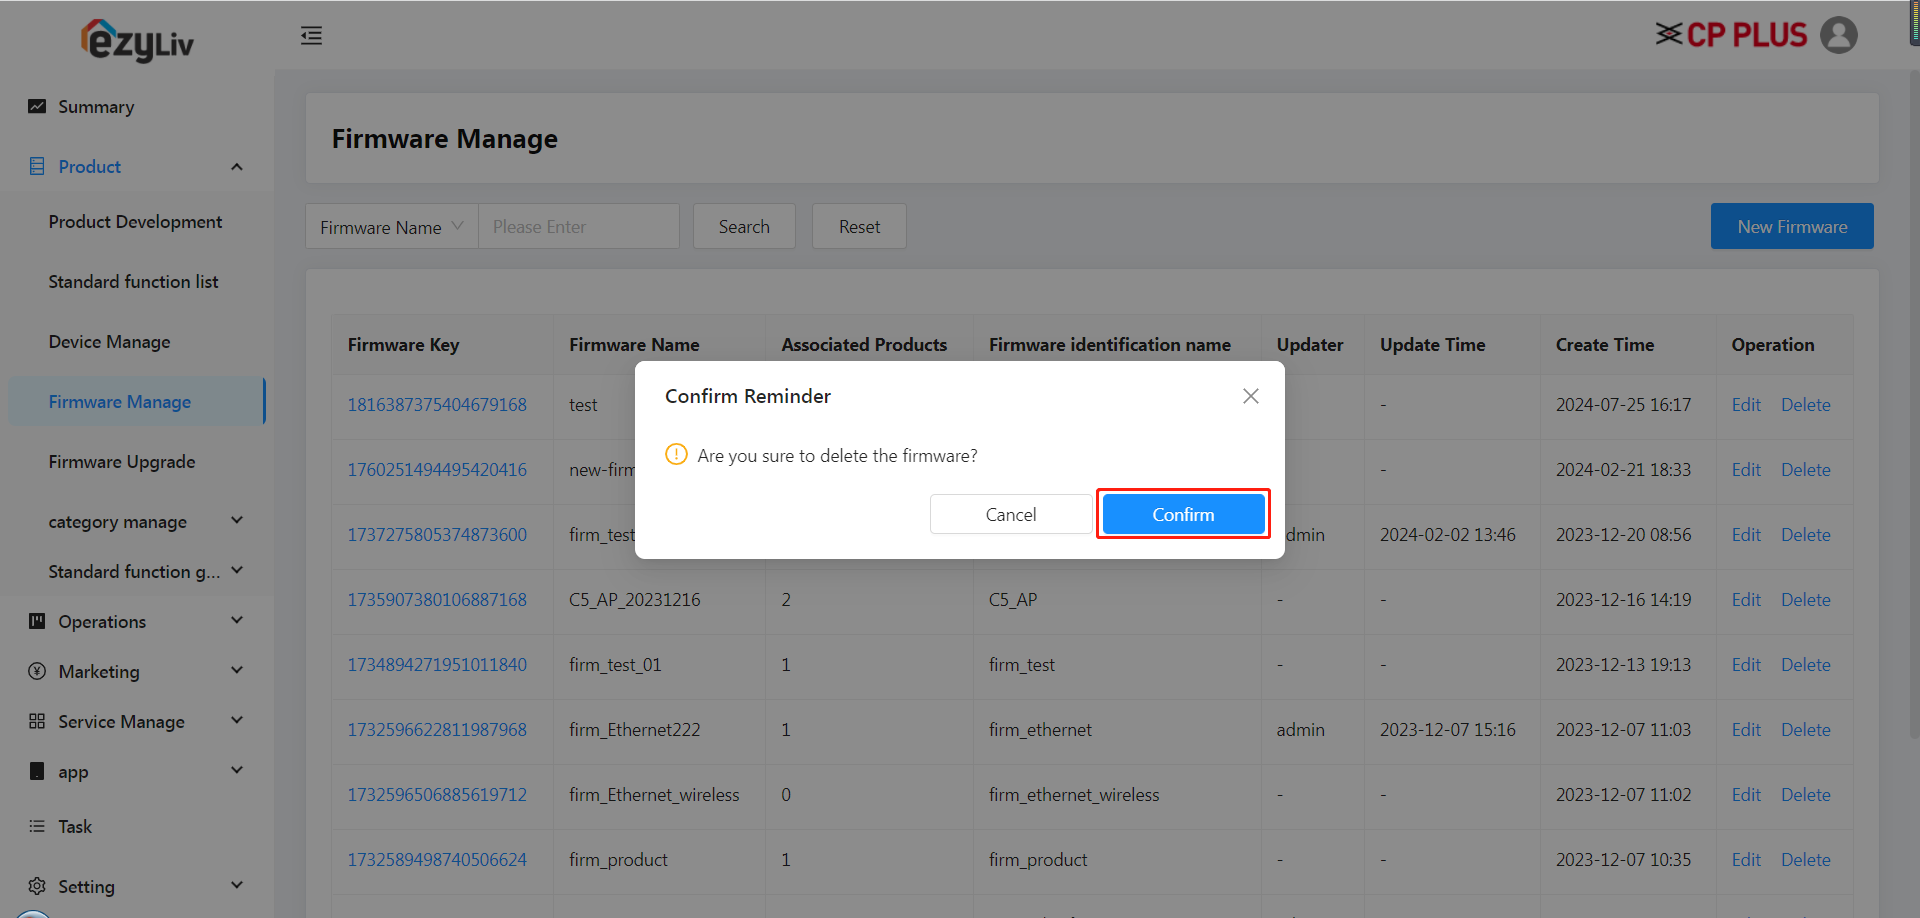 ezyLiv
CP PLUS
Summary
Product
Product Development
Standard function list
Device Manage
Firmware Manage
Firmware Upgrade
category manage
Standard function g...
Operations
Marketing
Service Manage
app
Task
Setting
Firmware Manage
Firmware Name
Please Enter
Search
Reset
New Firmware
Firmware Key Firmware Name Associated Products Firmware identification name Updater Update Time Create Time Operation
1816387375404679168 test - 2024-07-25 16:17 Edit Delete
1760251494495420416 new-firm - 2024-02-21 18:33 Edit Delete
1737275805374873600 firm_test dmin 2024-02-02 13:46 2023-12-20 08:56 Edit Delete
1735907380106887168 C5_AP_20231216 2 C5_AP - - 2023-12-16 14:19 Edit Delete
1734894271951011840 firm_test_01 1 firm_test - - 2023-12-13 19:13 Edit Delete
1732596622811987968 firm_Ethernet222 1 firm_ethernet admin 2023-12-07 15:16 2023-12-07 11:03 Edit Delete
1732596506885619712 firm_Ethernet_wireless 0 firm_ethernet_wireless - - 2023-12-07 11:02 Edit Delete
1732589498740506624 firm_product 1 firm_product - - 2023-12-07 10:35 Edit Delete
Confirm Reminder
Are you sure to delete the firmware?
Cancel
Confirm